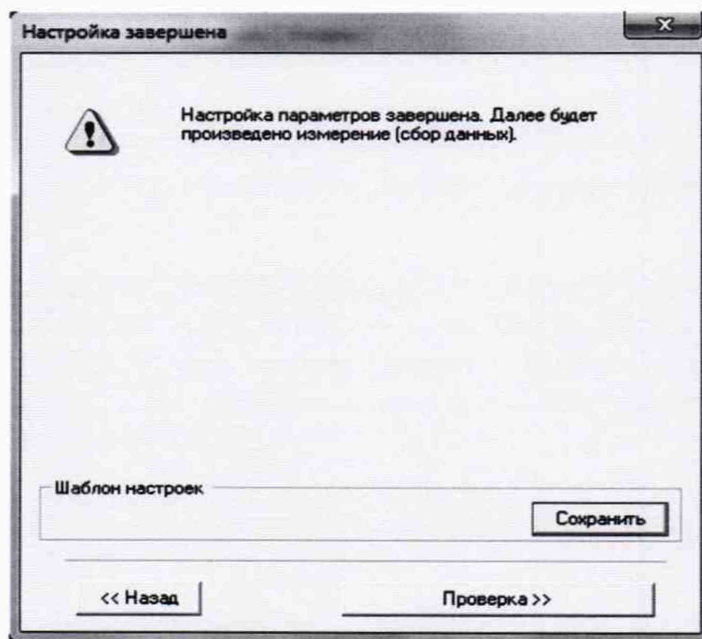 Настройка завершена
Настройка параметров завершена. Далее будет
произведено измерение (сбор данных).
Шаблон настроек
Сохранить
<< Назад
Проверка >>